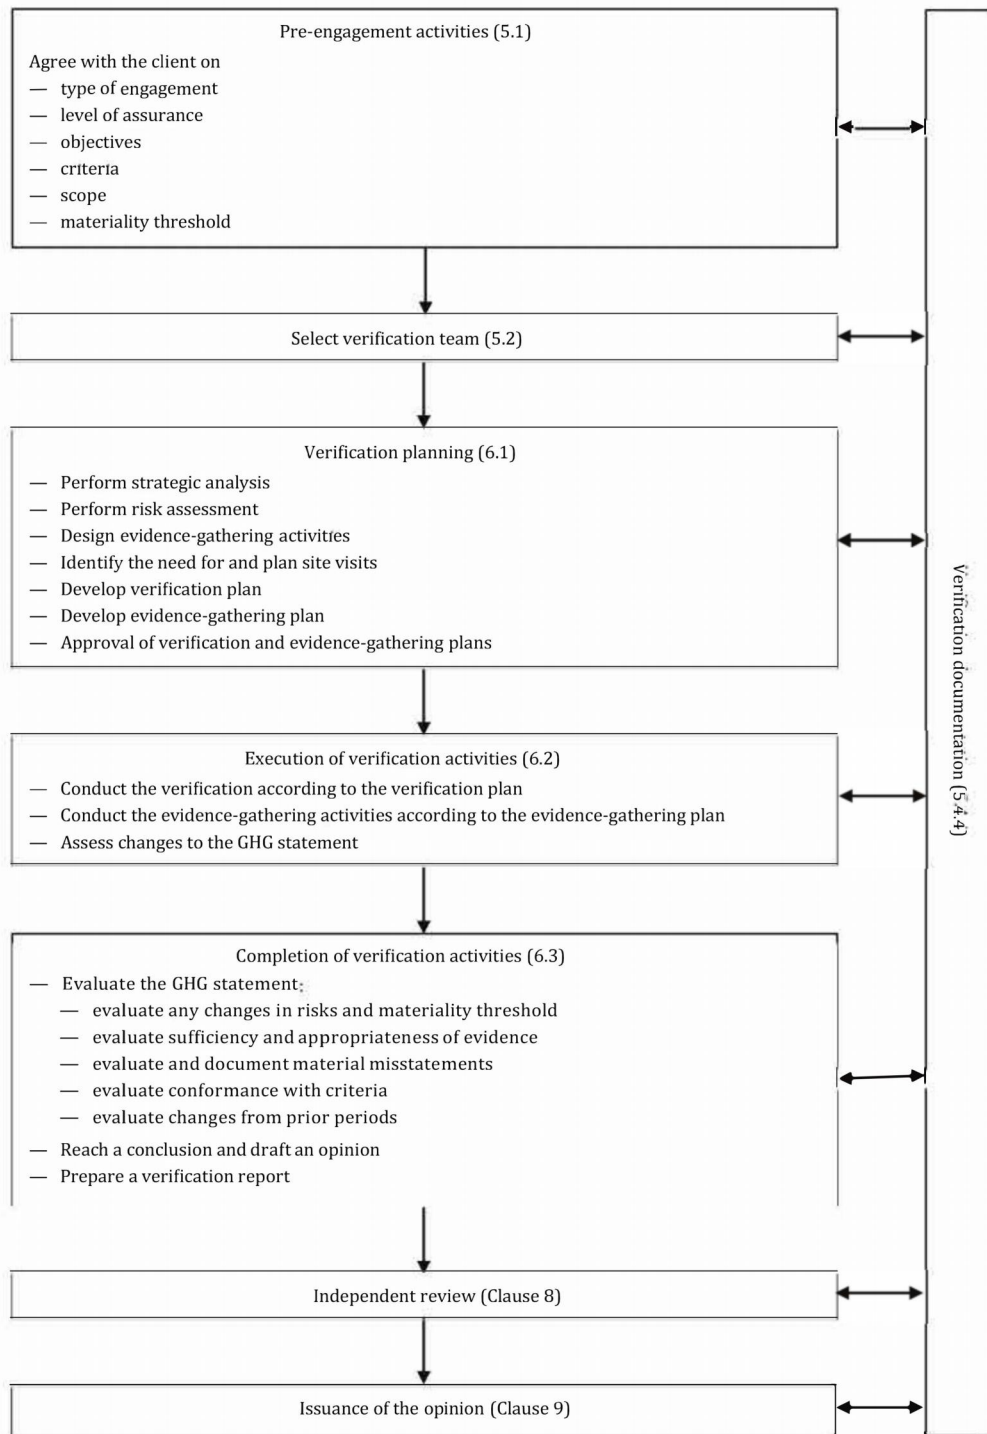 Pre-engagement activities (5.1)
Agree with the client on
— type of engagement
— level of assurance
— objectives
— criteria
— scope
— materiality threshold
Select verification team (5.2)
Verification planning (6.1)
— Perform strategic analysis
— Perform risk assessment
— Design evidence-gathering activities
— Identify the need for and plan site visits
— Develop verification plan
— Develop evidence-gathering plan
— Approval of verification and evidence-gathering plans
Execution of verification activities (6.2)
— Conduct the verification according to the verification plan
— Conduct the evidence-gathering activities according to the evidence-gathering plan
— Assess changes to the GHG statement
Completion of verification activities (6.3)
— Evaluate the GHG statement:
— evaluate any changes in risks and materiality threshold
— evaluate sufficiency and appropriateness of evidence
— evaluate and document material misstatements
— evaluate conformance with criteria
— evaluate changes from prior periods
— Reach a conclusion and draft an opinion
— Prepare a verification report
Independent review (Clause 8)
Issuance of the opinion (Clause 9)
Verification documentation (5.4.4)